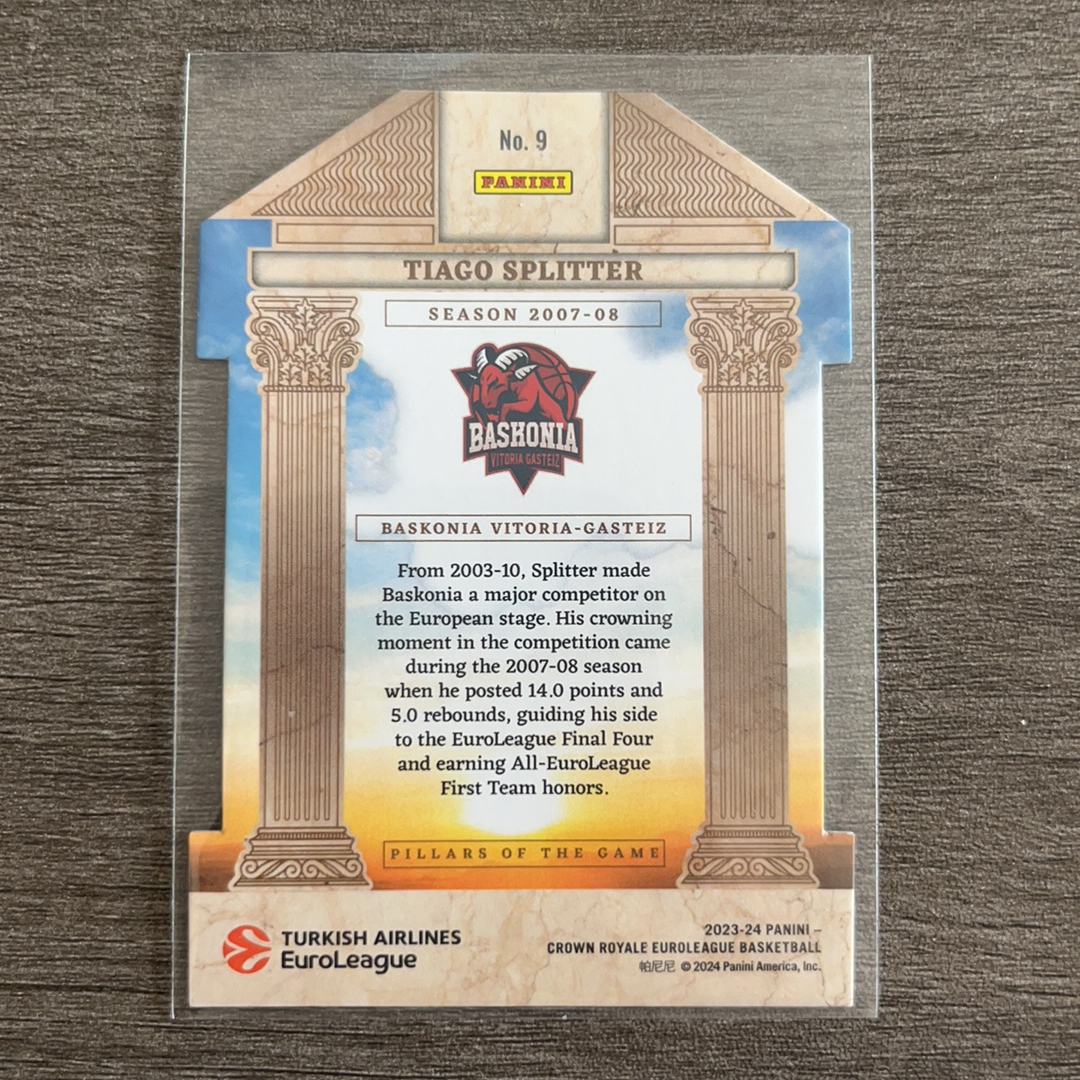 No. 9
PANINI
TIAGO SPLITTER
SEASON 2007-08
BASKONIA
VITORIA GASTEIZ
BASKONIA VITORIA-GASTEIZ
From 2003-10, Splitter made
Baskonia a major competitor on
the European stage. His crowning
moment in the competition came
during the 2007-08 season
when he posted 14.0 points and
5.0 rebounds, guiding his side
to the EuroLeague Final Four
and earning All-EuroLeague
First Team honors.
PILLARS OF THE GAME
TURKISH AIRLINES
EuroLeague
2023-24 PANINI –
CROWN ROYALE EUROLEAGUE BASKETBALL
帕尼尼 © 2024 Panini America, Inc.